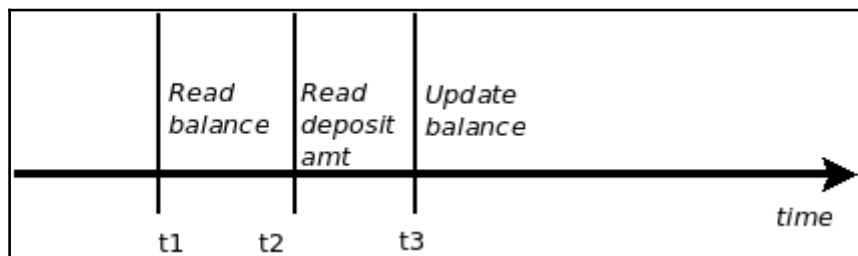 Read
balance
Read
deposit
amt
Update
balance
time
t1
t2
t3